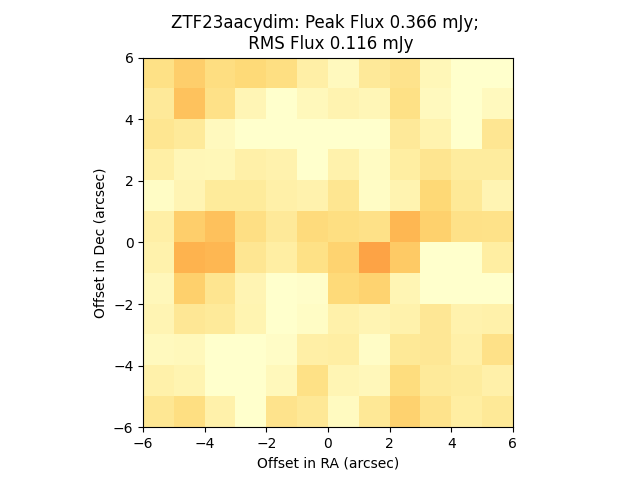 ZTF23aacydim: Peak Flux 0.366 mJy;
RMS Flux 0.116 mJy
6
4
2
0
−2
−4
−6
Offset in Dec (arcsec)
−6 −4 −2 0 2 4 6
Offset in RA (arcsec)